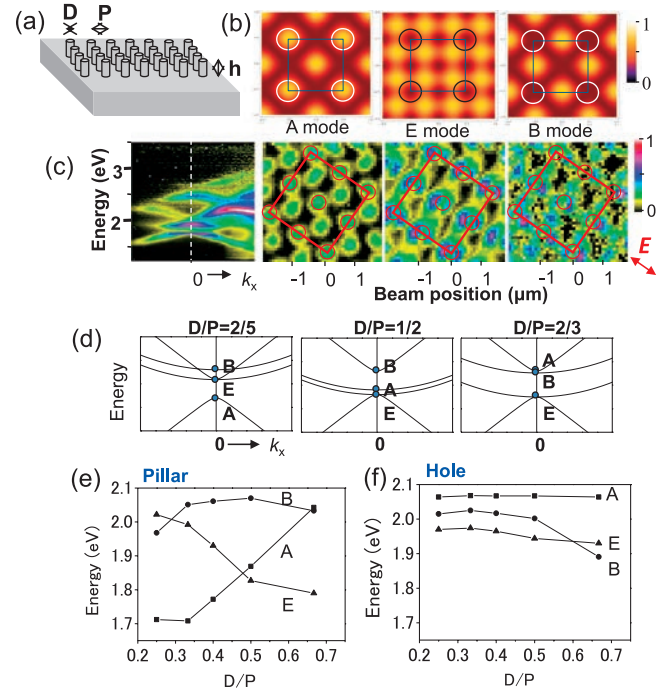 (a)
D P
h
(b)
A mode
E mode
B mode
1
0
(c)
Energy (eV)
3
2
0
kx
-1 0 1
-1 0 1
-1 0 1
Beam position (μm)
1
0
E
(d)
D/P=2/5
D/P=1/2
D/P=2/3
Energy
B
E
A
B
A
E
A
B
E
0
kx
0
0
(e)
Pillar
2.1
2.0
1.9
1.8
1.7
Energy (eV)
B
A
E
0.2 0.3 0.4 0.5 0.6 0.7
D/P
(f)
Hole
2.1
2.0
1.9
1.8
1.7
Energy (eV)
A
E
B
0.2 0.3 0.4 0.5 0.6 0.7
D/P